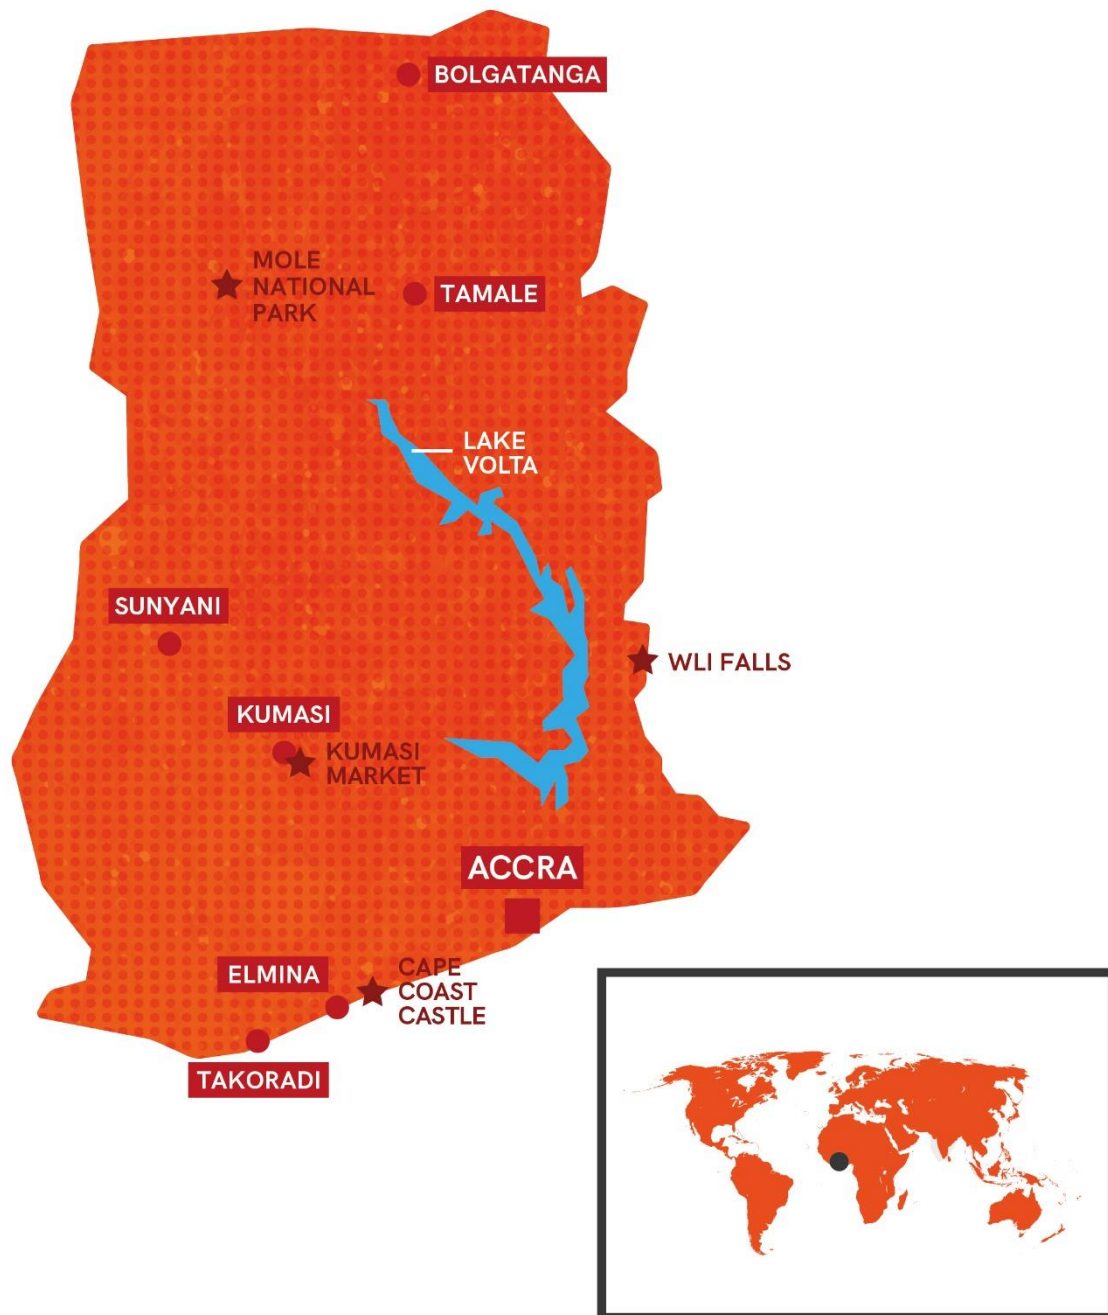 BOLGATANGA
MOLE
NATIONAL
PARK
TAMALE
LAKE
VOLTA
SUNYANI
WLI FALLS
KUMASI
KUMASI
MARKET
ACCRA
ELMINA
CAPE
COAST
CASTLE
TAKORADI